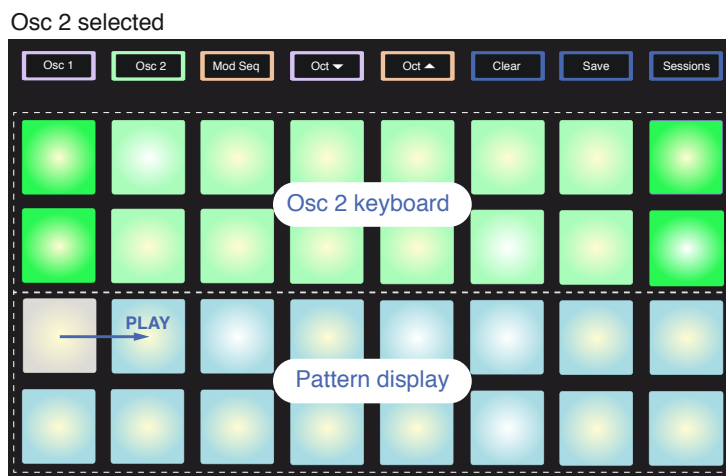 Osc 2 selected
Osc 1 Osc 2 Mod Seq Oct ▼ Oct ▲ Clear Save Sessions
Osc 2 keyboard
PLAY
Pattern display